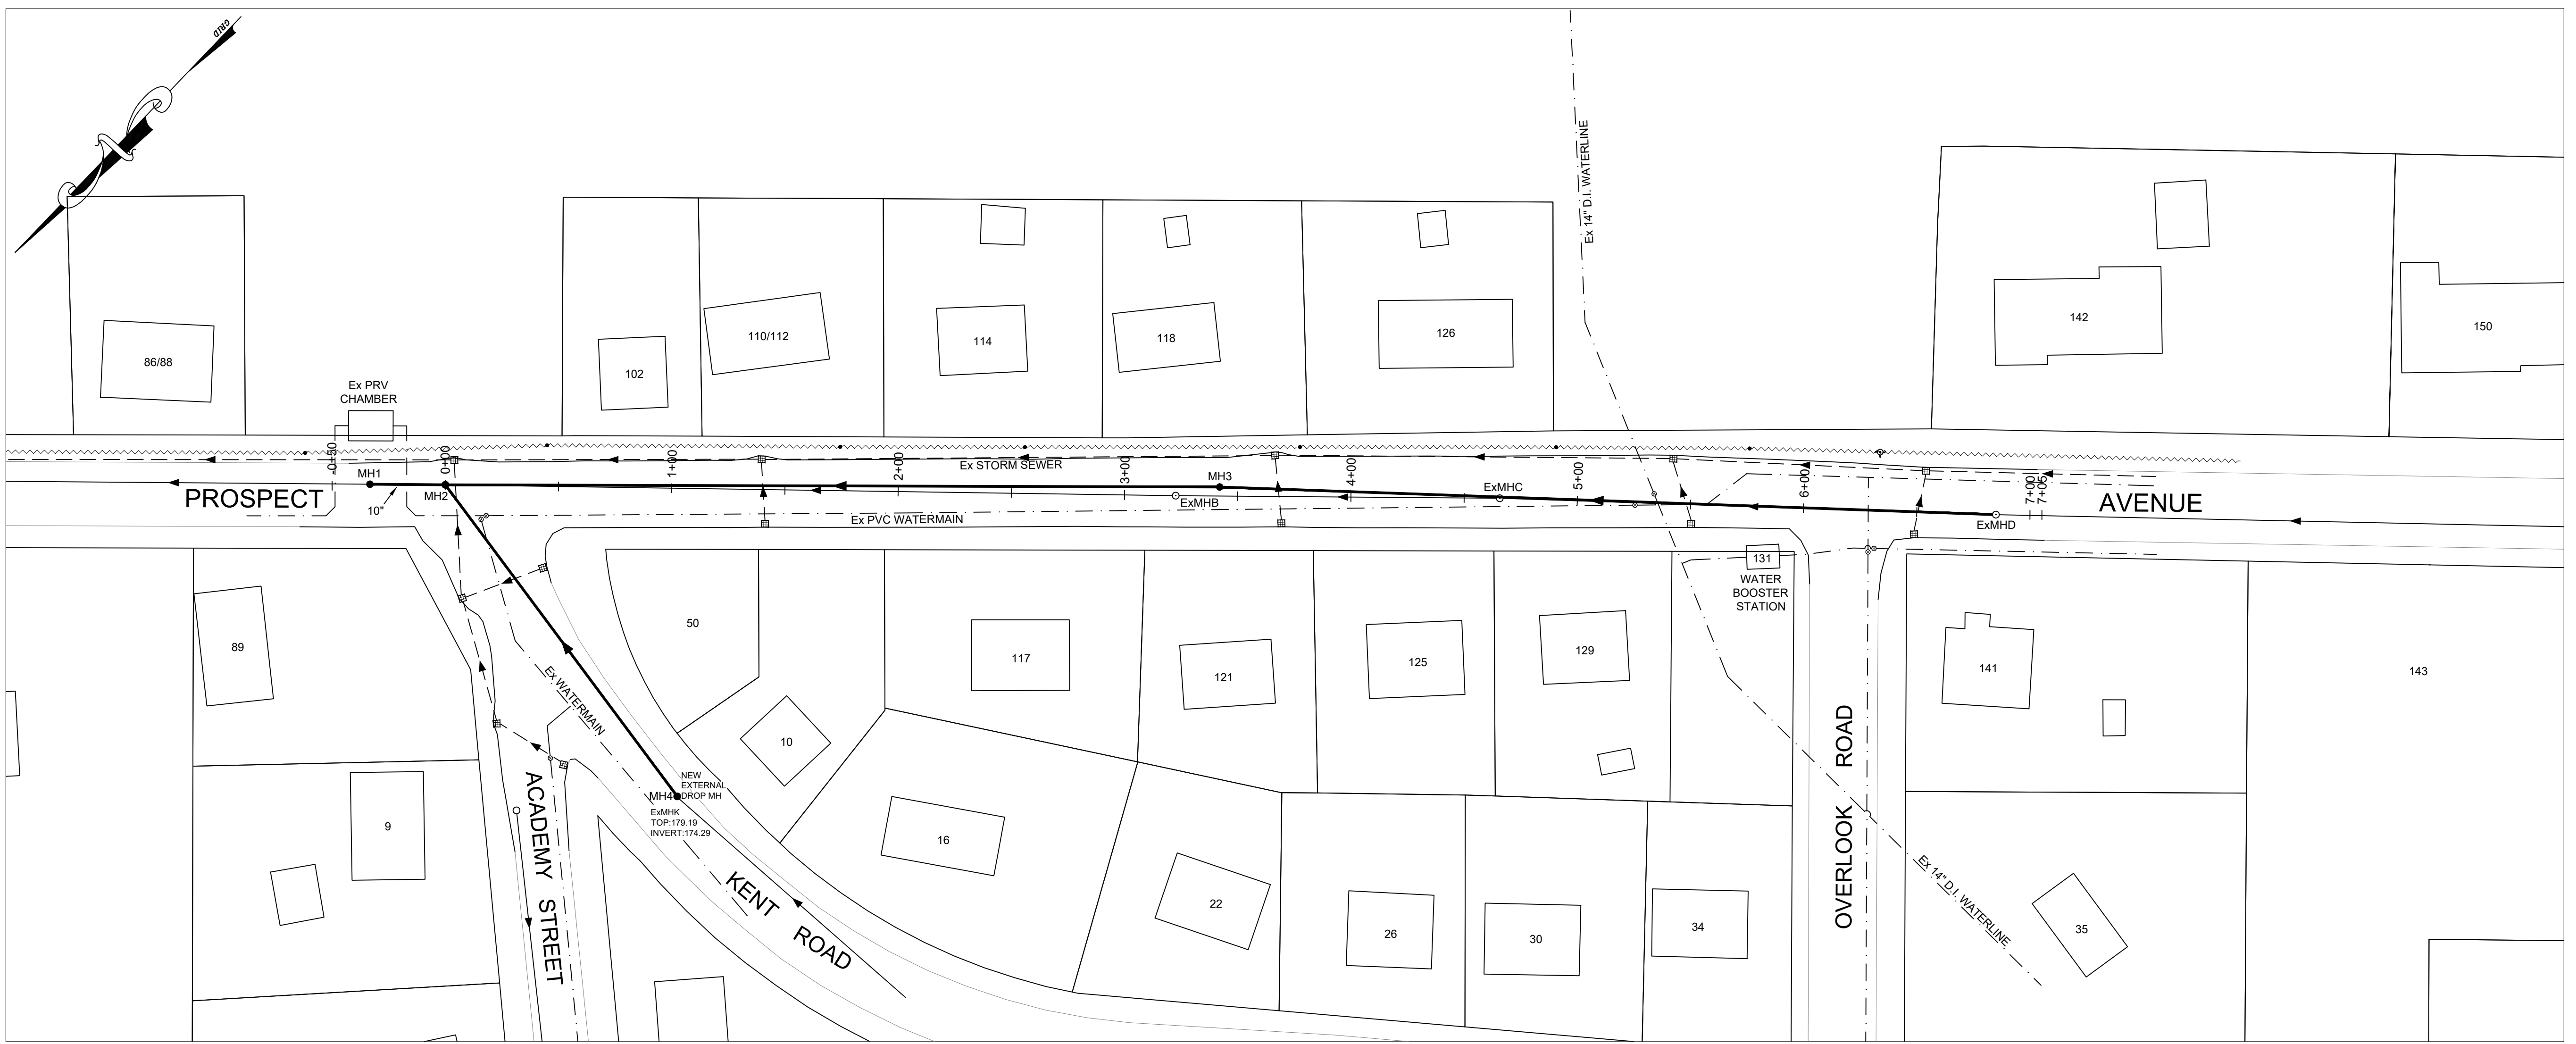 GRID
N
Ex 14" D.I. WATERLINE
86/88
Ex PRV
CHAMBER
102
110/112
114
118
126
142
150
-0+50
0+00
1+00
2+00
3+00
4+00
5+00
6+00
7+00
7+05
Ex STORM SEWER
MH1
MH2
MH3
ExMHB
ExMHC
ExMHD
PROSPECT
AVENUE
10"
Ex PVC WATERMAIN
89
50
117
121
125
129
131
WATER
BOOSTER
STATION
141
143
Ex WATERMAIN
10
9
MH4
NEW
EXTERNAL
DROP MH
ExMHK
TOP:179.19
INVERT:174.29
ACADEMY STREET
KENT ROAD
16
22
26
30
34
35
OVERLOOK ROAD
Ex 14" D.I. WATERLINE